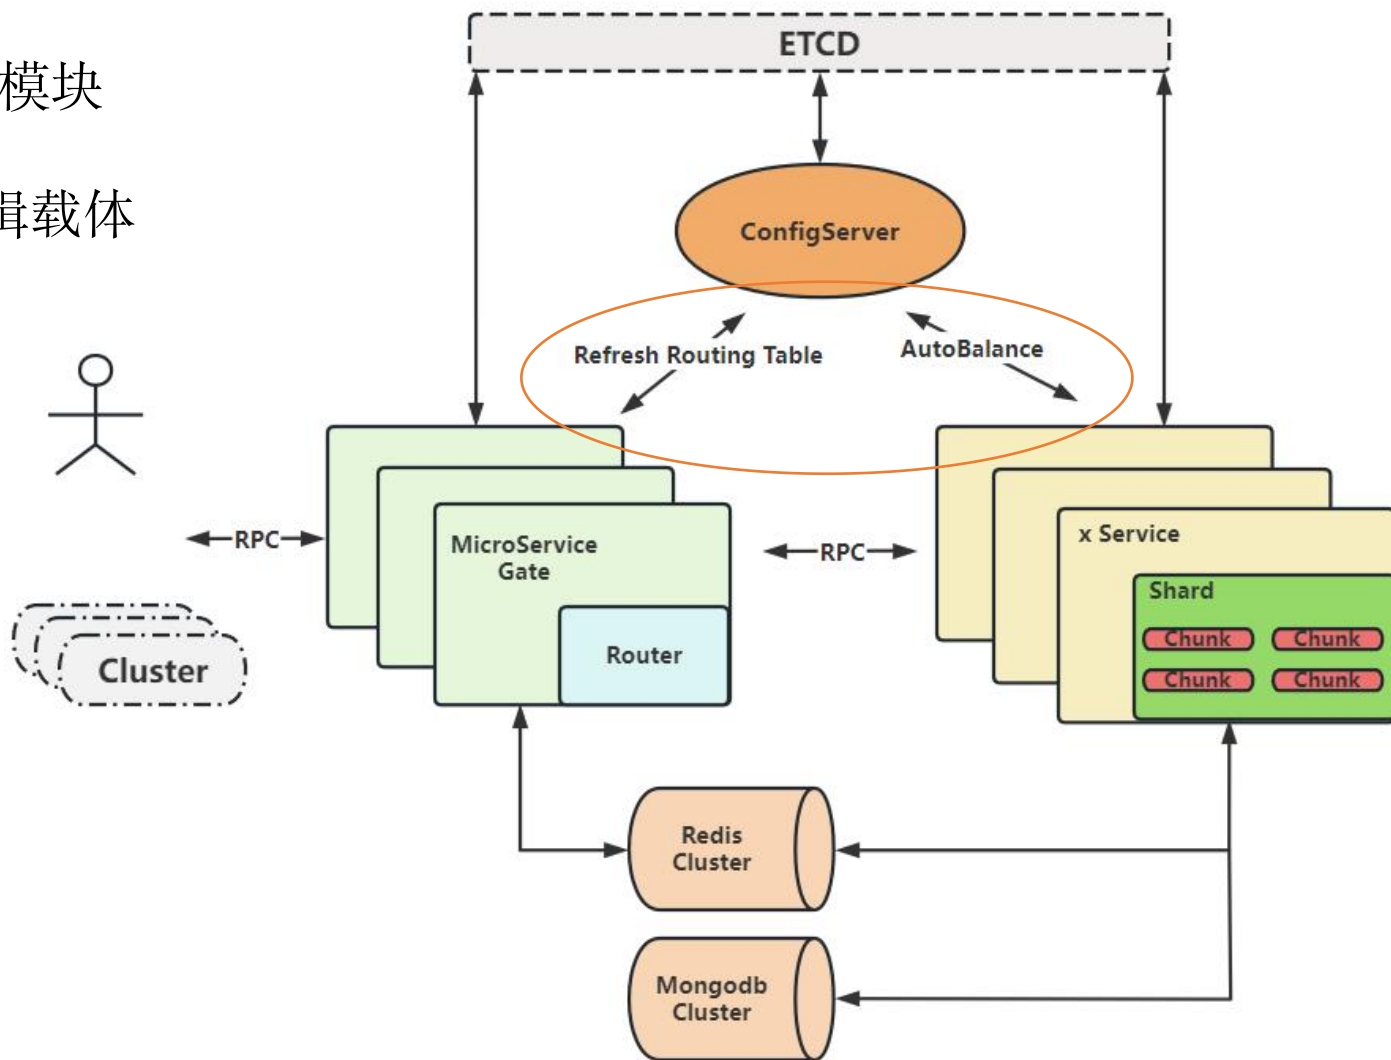 ETCD
模块
辑载体
ConfigServer
Refresh Routing Table
AutoBalance
RPC
MicroService
Gate
Router
RPC
x Service
Shard
Chunk
Chunk
Chunk
Chunk
Cluster
Redis
Cluster
Mongodb
Cluster